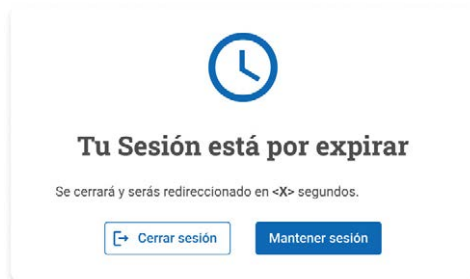 Tu Sesión está por expirar
Se cerrará y serás redireccionado en <X> segundos.
Cerrar sesión
Mantener sesión